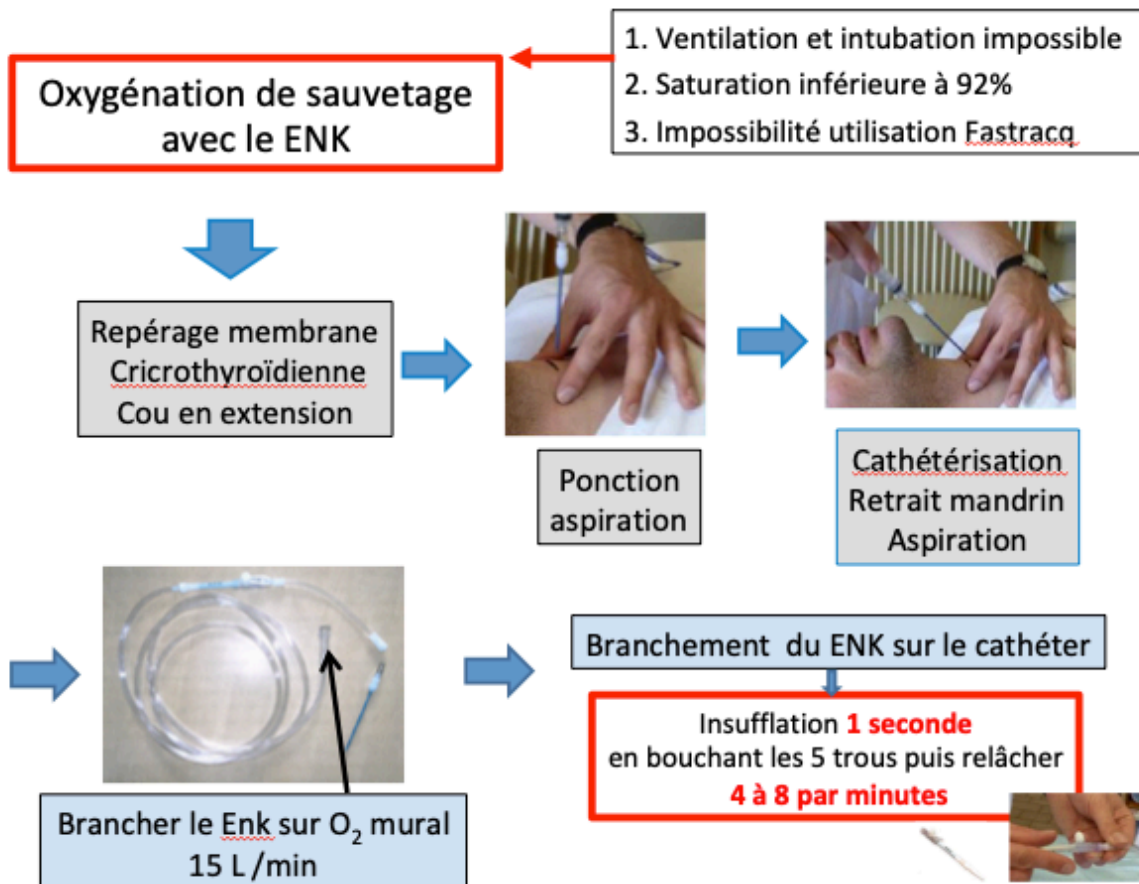 1. Ventilation et intubation impossible
2. Saturation inférieure à 92%
3. Impossibilité utilisation Fastracq
Oxygénation de sauvetage
avec le ENK
Repérage membrane
Cricrothyroïdienne
Cou en extension
Ponction
aspiration
Cathétérisation
Retrait mandrin
Aspiration
Brancher le Enk sur O₂ mural
15 L /min
Branchement du ENK sur le cathéter
Insufflation 1 seconde
en bouchant les 5 trous puis relâcher
4 à 8 par minutes